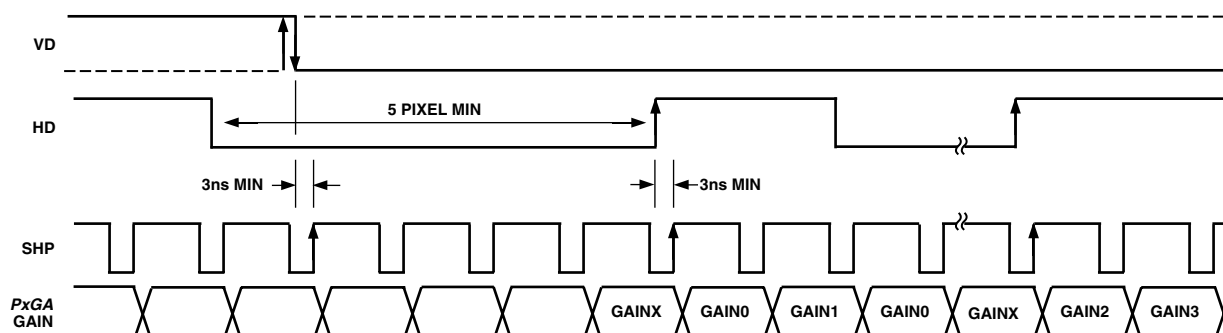 VD
HD
5 PIXEL MIN
3ns MIN
3ns MIN
SHP
PxGA
GAIN
GAINX GAIN0 GAIN1 GAIN0 GAINX GAIN2 GAIN3